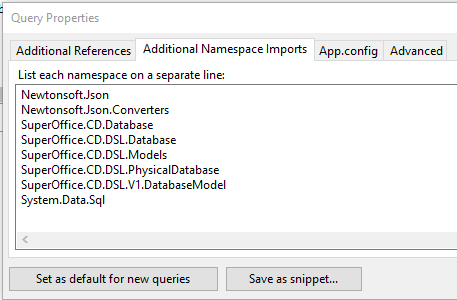 Query Properties
Additional References
Additional Namespace Imports
App.config
Advanced
List each namespace on a separate line:
Newtonsoft.Json
Newtonsoft.Json.Converters
SuperOffice.CD.Database
SuperOffice.CD.DSL.Database
SuperOffice.CD.DSL.Models
SuperOffice.CD.DSL.PhysicalDatabase
SuperOffice.CD.DSL.V1.DatabaseModel
System.Data.Sql
Set as default for new queries
Save as snippet...